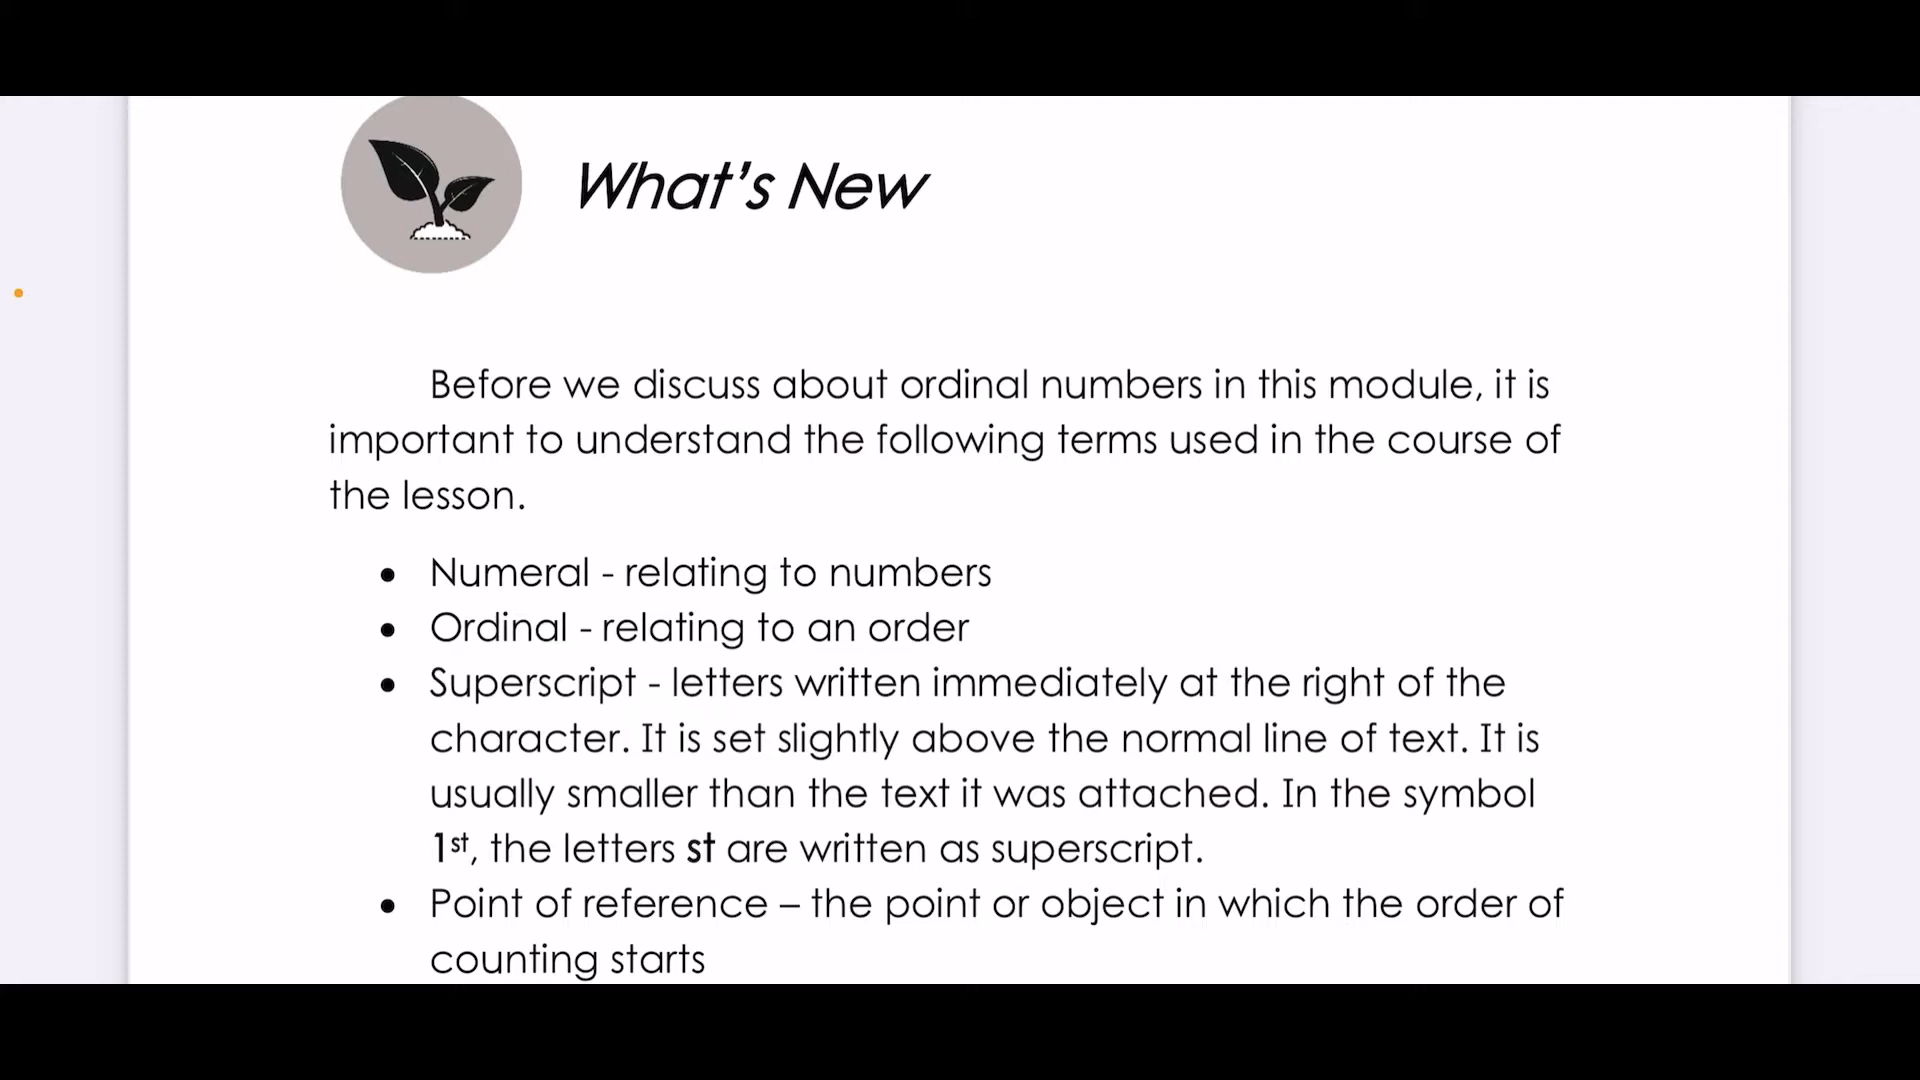 What's New
Before we discuss about ordinal numbers in this module, it is
important to understand the following terms used in the course of
the lesson.
• Numeral - relating to numbers
• Ordinal - relating to an order
• Superscript - letters written immediately at the right of the
character. It is set slightly above the normal line of text. It is
usually smaller than the text it was attached. In the symbol
1st, the letters st are written as superscript.
• Point of reference – the point or object in which the order of
counting starts